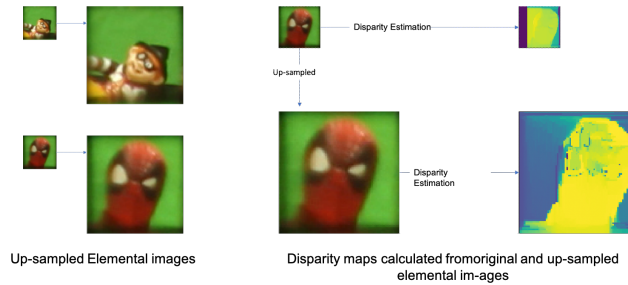 Disparity Estimation
Up-sampled
Disparity
Estimation
Up-sampled Elemental images
Disparity maps calculated fromoriginal and up-sampled
elemental im-ages